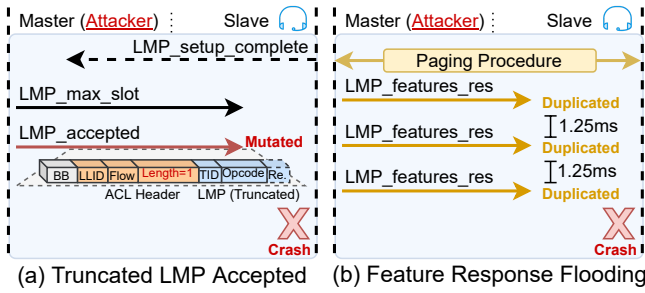 Master (Attacker)
Slave
LMP_setup_complete
LMP_max_slot
LMP_accepted
Mutated
BB
LLID
Flow
Length=1
TID
Opcode
Re.
ACL Header
LMP (Truncated)
Crash
(a) Truncated LMP Accepted
Master (Attacker)
Slave
Paging Procedure
LMP_features_res
Duplicated
1.25ms
LMP_features_res
Duplicated
1.25ms
LMP_features_res
Duplicated
Crash
(b) Feature Response Flooding